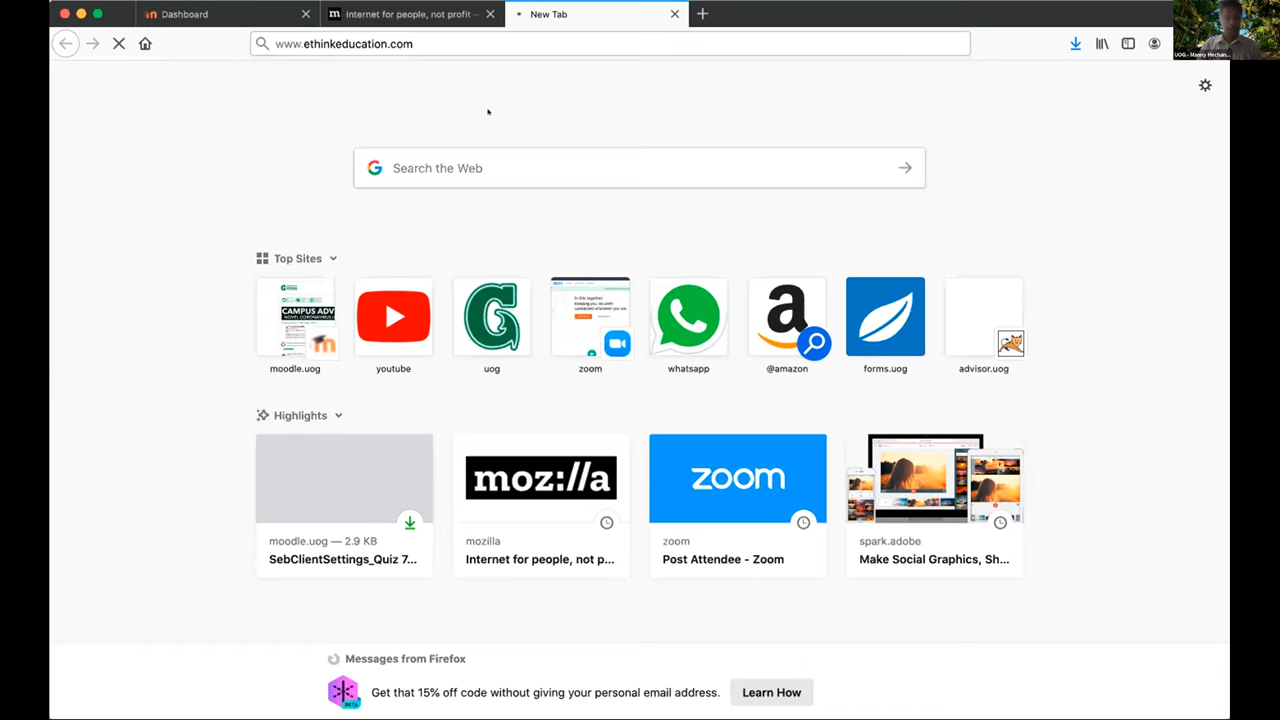 Dashboard
Internet for people, not profit —
New Tab
www.ethinkeducation.com
Search the Web
Top Sites
CAMPUS ADV
moodle.uog
youtube
uog
zoom
whatsapp
@amazon
forms.uog
advisor.uog
Highlights
moodle.uog — 2.9 KB
SebClientSettings_Quiz 7...
moz://a
mozilla
Internet for people, not p...
zoom
zoom
Post Attendee - Zoom
spark.adobe
Make Social Graphics, Sh...
Messages from Firefox
BETA
Get that 15% off code without giving your personal email address.
Learn How